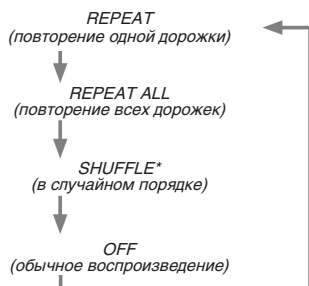 REPEAT
(повторение одной дорожки)
REPEAT ALL
(повторение всех дорожек)
SHUFFLE*
(в случайном порядке)
OFF
(обычное воспроизведение)